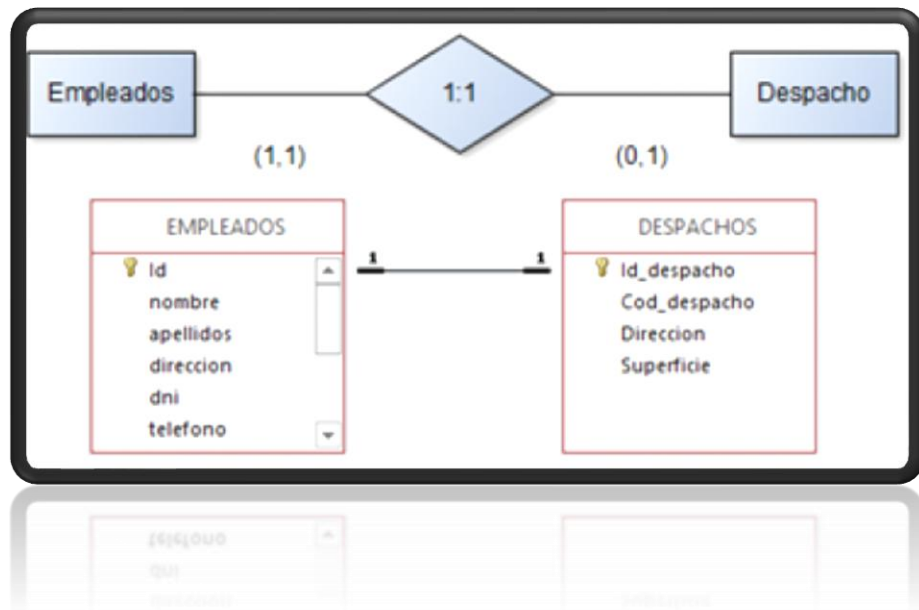 Empleados
1:1
Despacho
(1,1)
(0,1)
EMPLEADOS
Id
nombre
apellidos
direccion
dni
telefono
1
1
DESPACHOS
Id_despacho
Cod_despacho
Direccion
Superficie